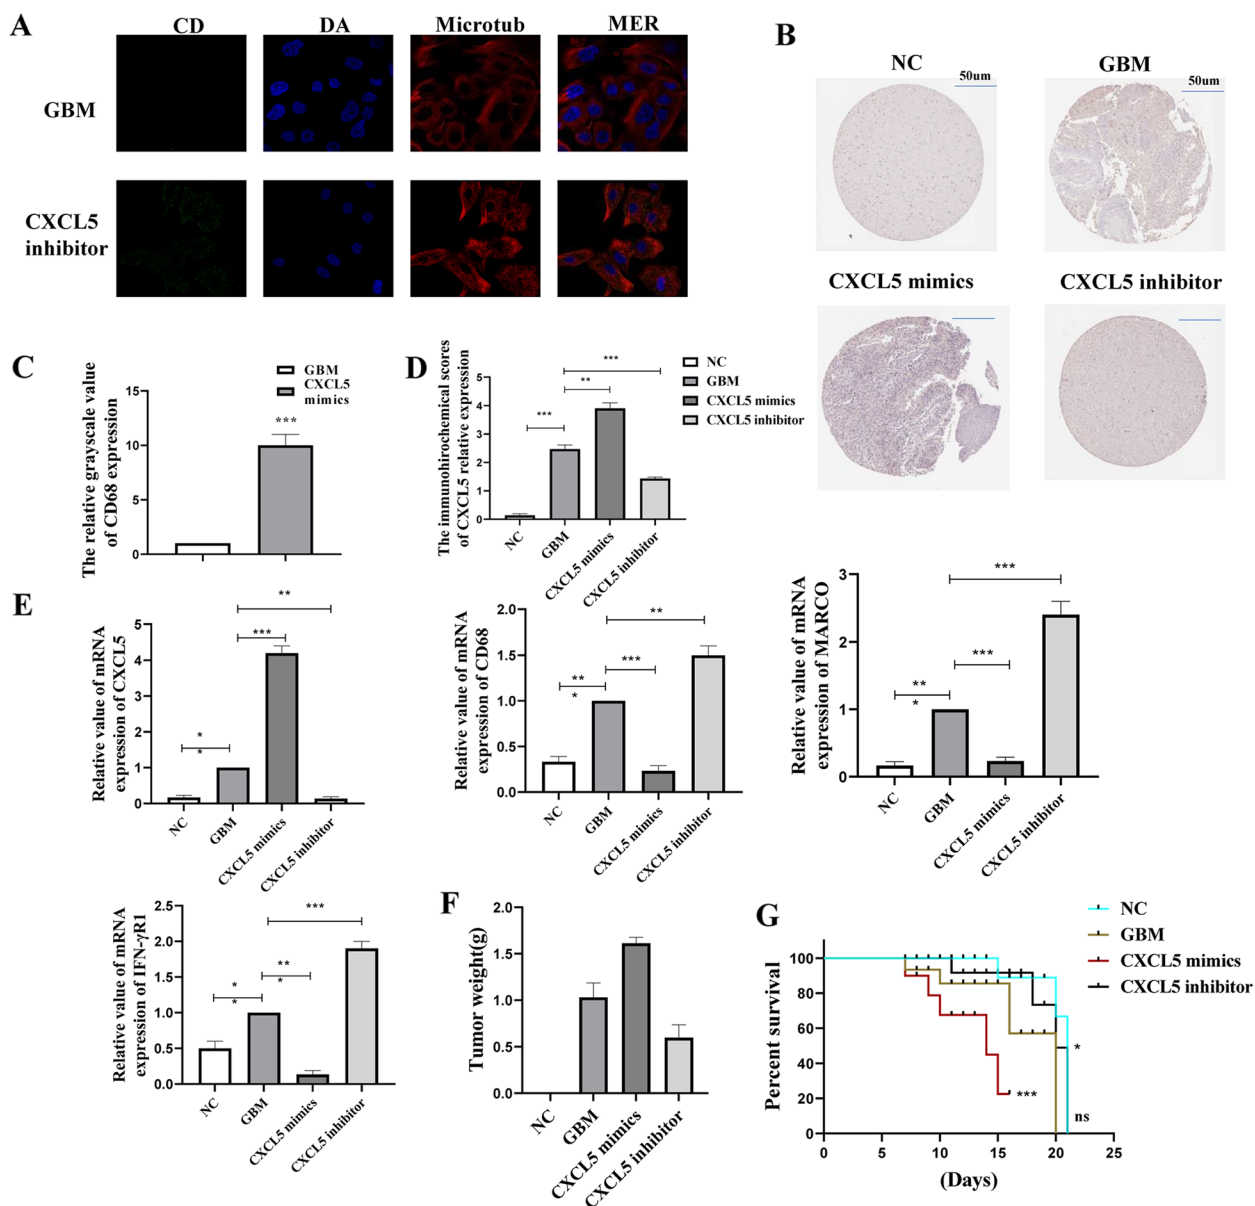 A
CD
DA
Microtub
MER
GBM
CXCL5
inhibitor
B
NC
GBM
50um
50um
CXCL5 mimics
CXCL5 inhibitor
C
GBM
CXCL5
mimics
The relative grayscale value
of CD68 expression
15
10
5
0
***
D
NC
GBM
CXCL5 mimics
CXCL5 inhibitor
The immunohirochemical scores
of CXCL5 relative expression
5
4
3
2
1
0
***
**
***
NC
GBM
CXCL5 mimics
CXCL5 inhibitor
E
Relative value of mRNA
expression of CXCL5
6
4
2
1
0
**
***
*
*
NC
GBM
CXCL5 mimics
CXCL5 inhibitor
Relative value of mRNA
expression of CD68
2.0
1.5
1.0
0.5
0.0
**
***
**
*
NC
GBM
CXCL5 mimics
CXCL5 inhibitor
Relative value of mRNA
expression of MARCO
3
2
1
0
***
***
**
*
NC
GBM
CXCL5 mimics
CXCL5 inhibitor
Relative value of mRNA
expression of IFN-γR1
2.5
2.0
1.5
1.0
0.5
0.0
***
**
*
*
*
NC
GBM
CXCL5 mimics
CXCL5 inhibitor
F
Tumor weight(g)
2.0
1.5
1.0
0.5
0.0
NC
GBM
CXCL5 mimics
CXCL5 inhibitor
G
NC
GBM
CXCL5 mimics
CXCL5 inhibitor
Percent survival
100
80
60
40
20
0
***
*
ns
0
5
10
15
20
25
(Days)